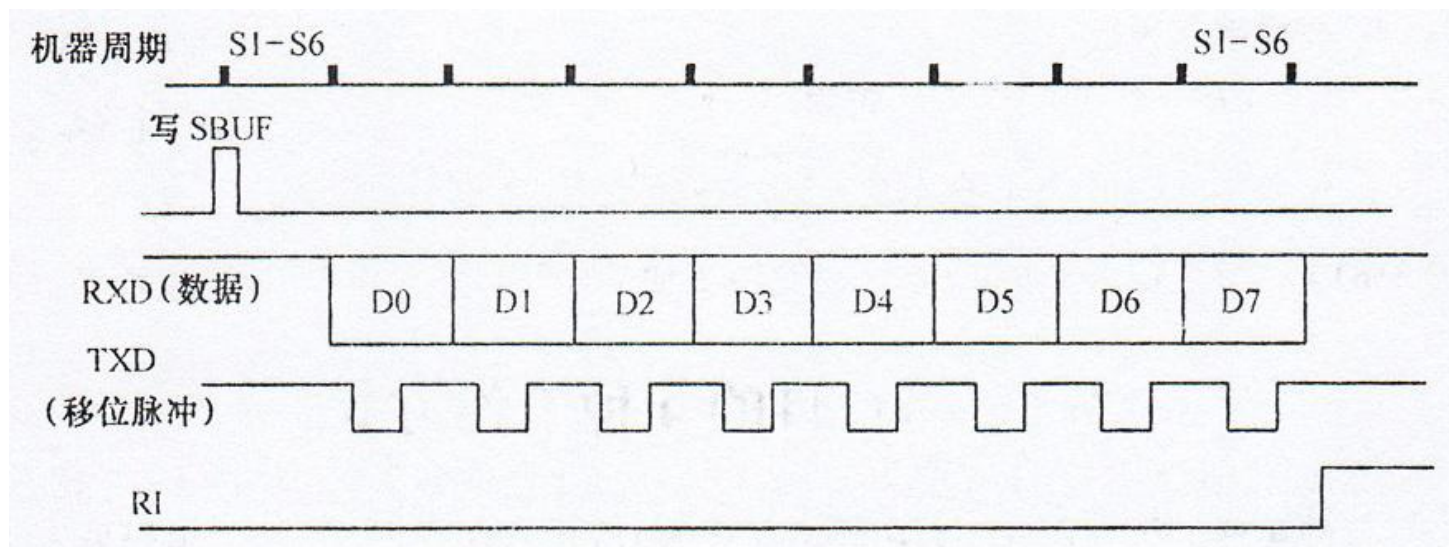 机器周期 S1-S6 S1-S6
写 SBUF
RXD(数据) D0 D1 D2 D3 D4 D5 D6 D7
TXD
(移位脉冲)
RI